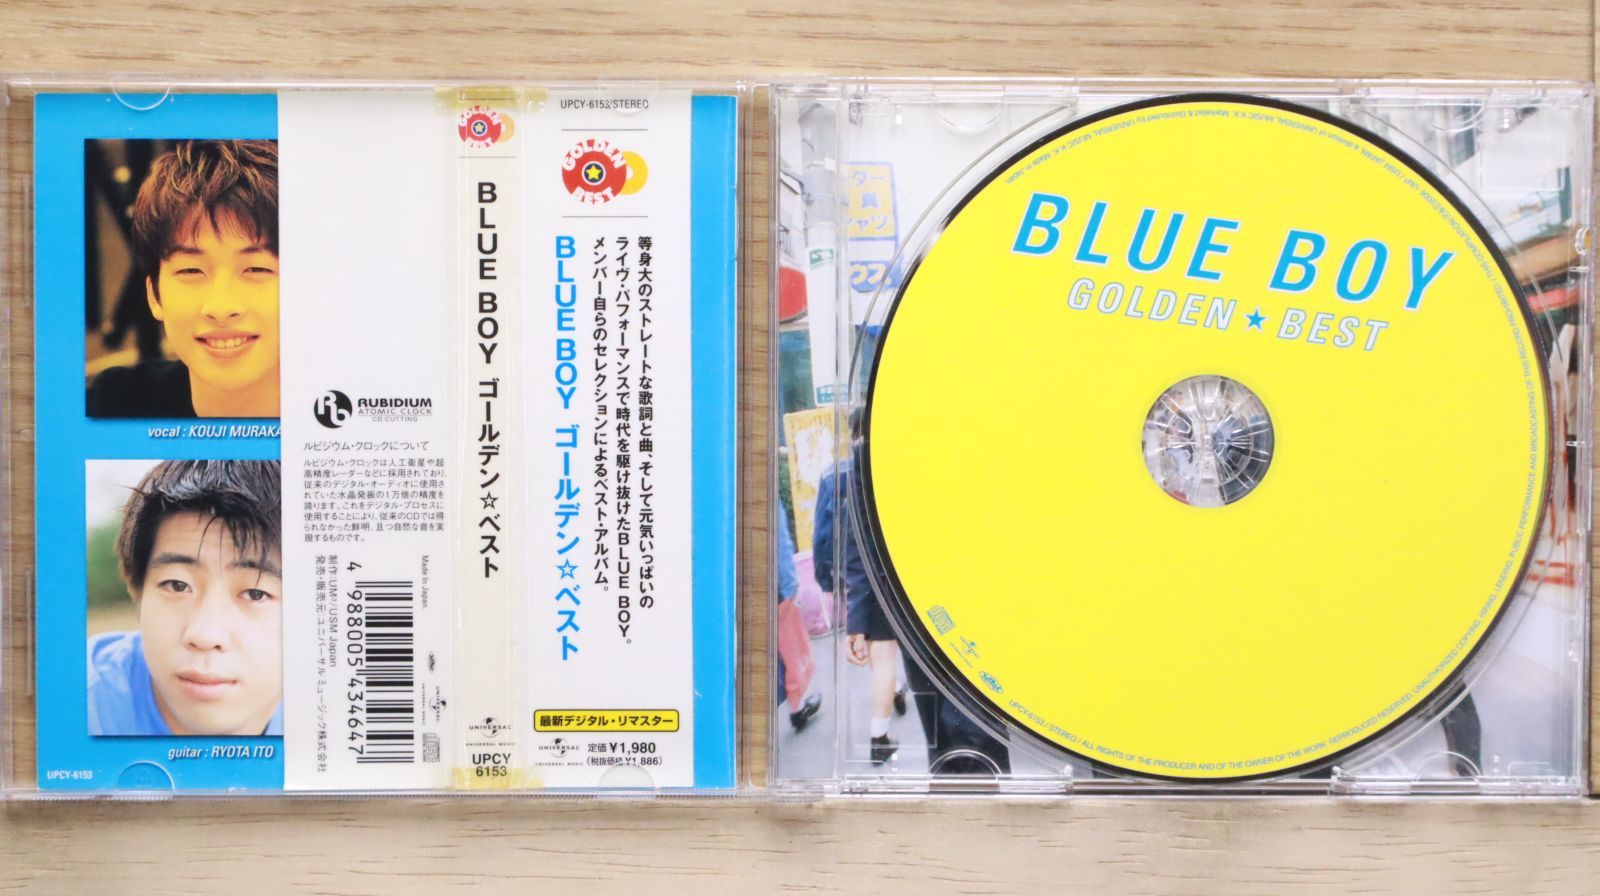 vocal : KOUJI MURAKA
guitar : RYOTA ITO
UPCY-6153
Rb RUBIDIUM
ATOMIC CLOCK
CD CUTTING
ルビジウム・クロックについて
ルビジウム・クロックは人工衛星や超
高精度レーダーなどに採用されており、
従来のデジタル・オーディオに使用さ
れていた水晶発振の1万倍の精度を
誇ります。これをデジタル・プロセスに
使用することにより、従来のCDでは得
られなかった鮮明、且つ自然な音を実
現するものです。
Made In Japan.
4 988005 434647
制作:UM³/USM Japan
発売・販売元:ユニバーサル ミュージック株式会社
UNIVERSAL
UNIVERSAL MUSIC
GOLDEN
BEST
BLUE BOY ゴールデン☆ベスト
UNIVERSAL
UNIVERSAL MUSIC
UPCY
6153
UPCY-6153/STEREO
GOLDEN
BEST
等身大のストレートな歌詞と曲、そして元気いっぱいの
ライヴ・パフォーマンスで時代を駆け抜けたBLUE BOY。
メンバー自らのセレクションによるベスト・アルバム。
BLUE BOY ゴールデン☆ベスト
最新デジタル・リマスター
UNIVERSAL
UNIVERSAL MUSIC
定価 ¥1,980
(税抜価格 ¥1,886)
BLUE BOY
GOLDEN★BEST
UPCY-6153 / STEREO / ALL RIGHTS OF THE PRODUCER AND OF THE OWNER OF THE WORK REPRODUCED RESERVED. UNAUTHORIZED COPYING, HIRING, LENDING, PUBLIC PERFORMANCE AND BROADCASTING OF THIS RECORD PROHIBITED